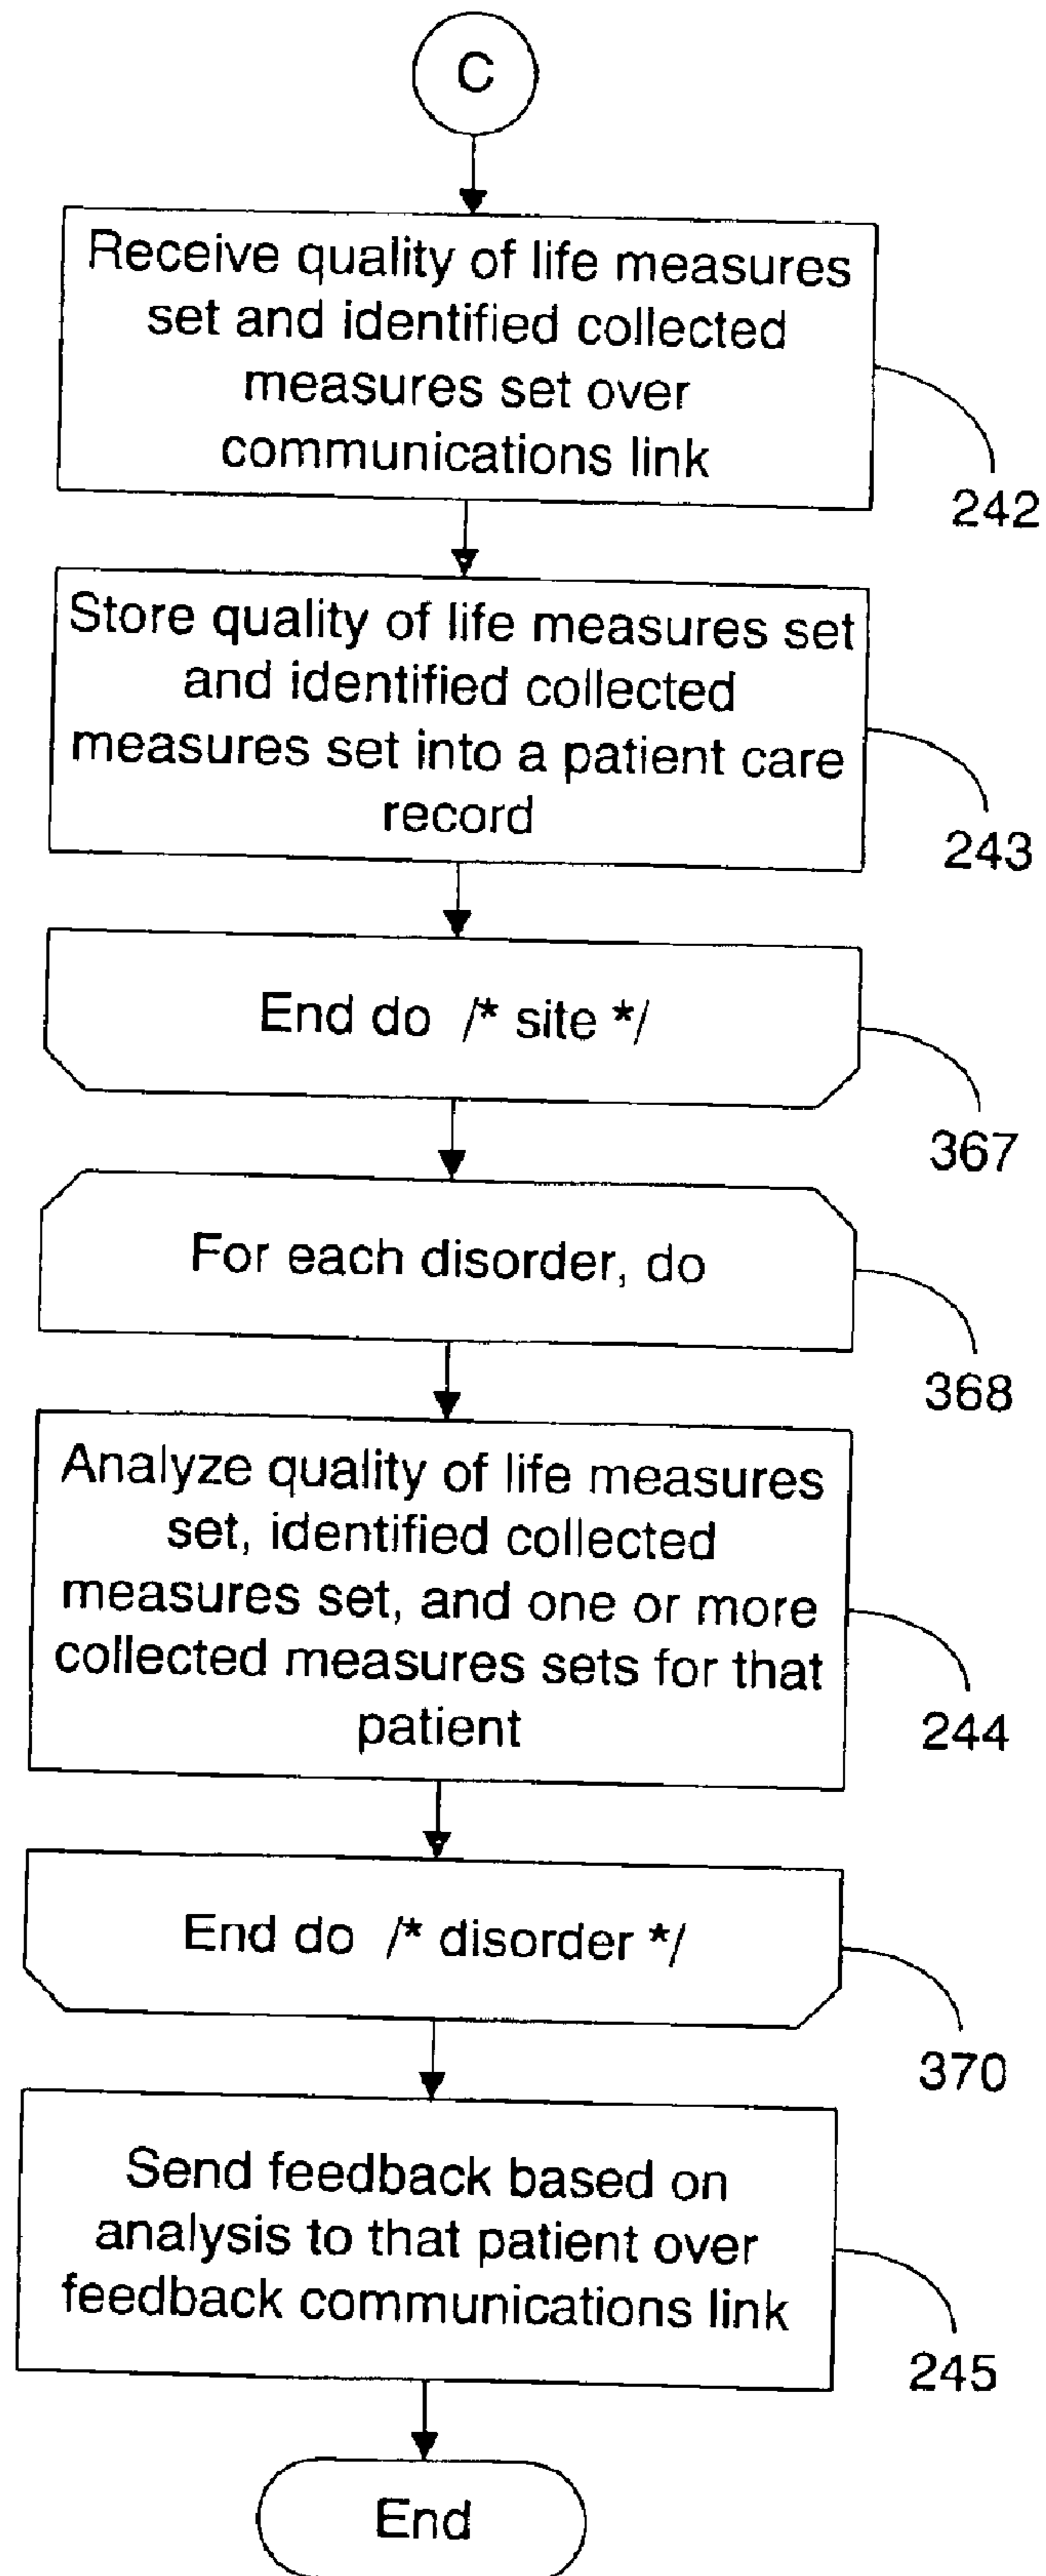 C
Receive quality of life measures
set and identified collected
measures set over
communications link
242
Store quality of life measures set
and identified collected
measures set into a patient care
record
243
End do /* site */
367
For each disorder, do
368
Analyze quality of life measures
set, identified collected
measures set, and one or more
collected measures sets for that
patient
244
End do /* disorder */
370
Send feedback based on
analysis to that patient over
feedback communications link
245
End